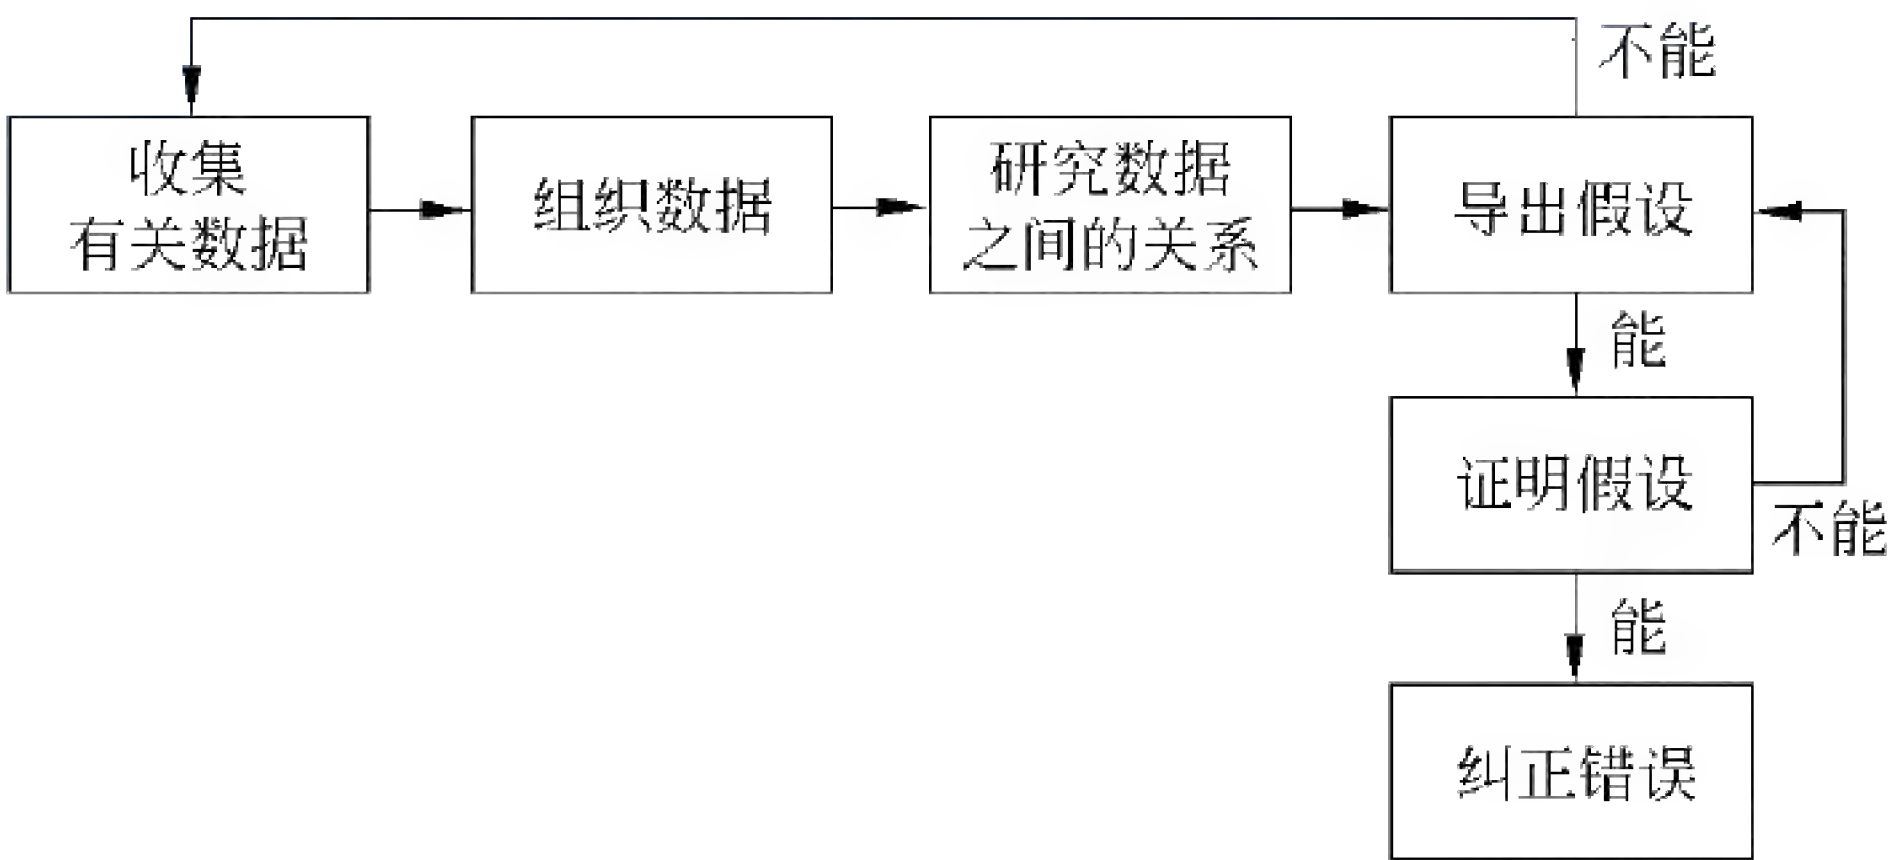 不能
收集
有关数据
组织数据
研究数据
之间的关系
导出假设
能
证明假设
不能
能
纠正错误